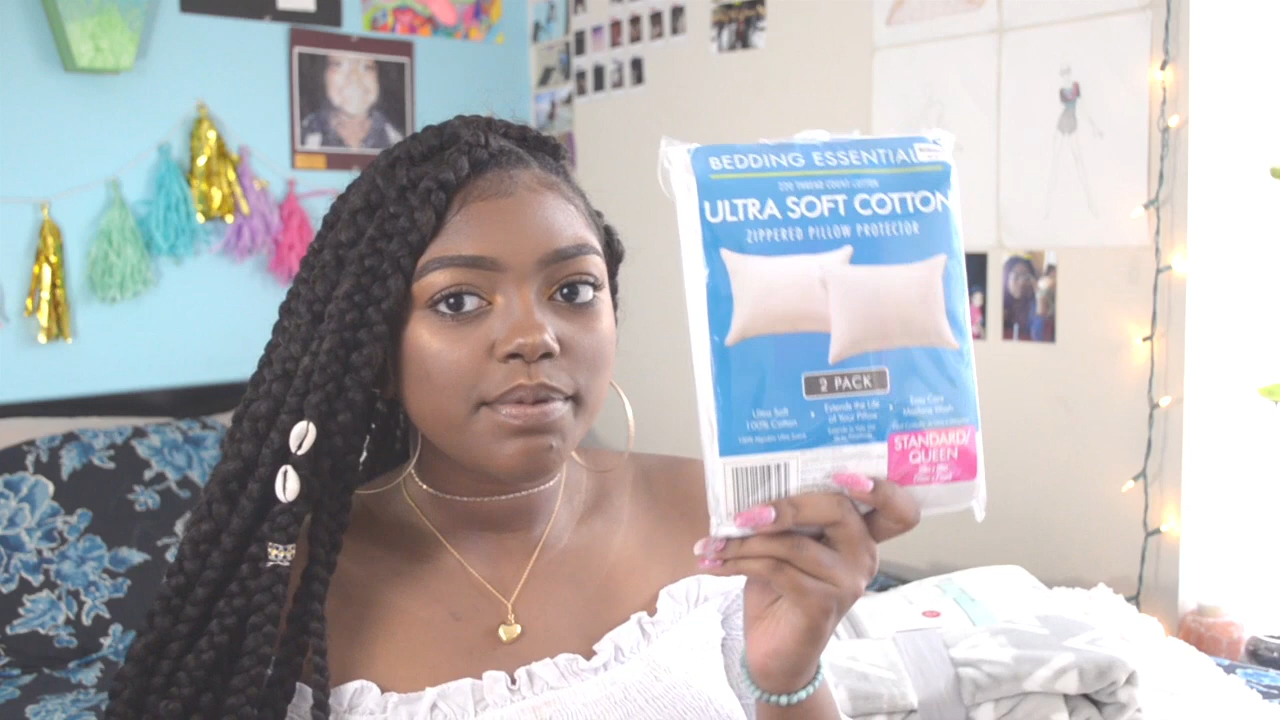 BEDDING ESSENTIAL
ULTRA SOFT COTTON
ZIPPERED PILLOW PROTECTOR
2 PACK
Ultra Soft
100% Cotton
Extends the Life
of Your Pillow
Easy Care
Machine Wash
STANDARD/
QUEEN